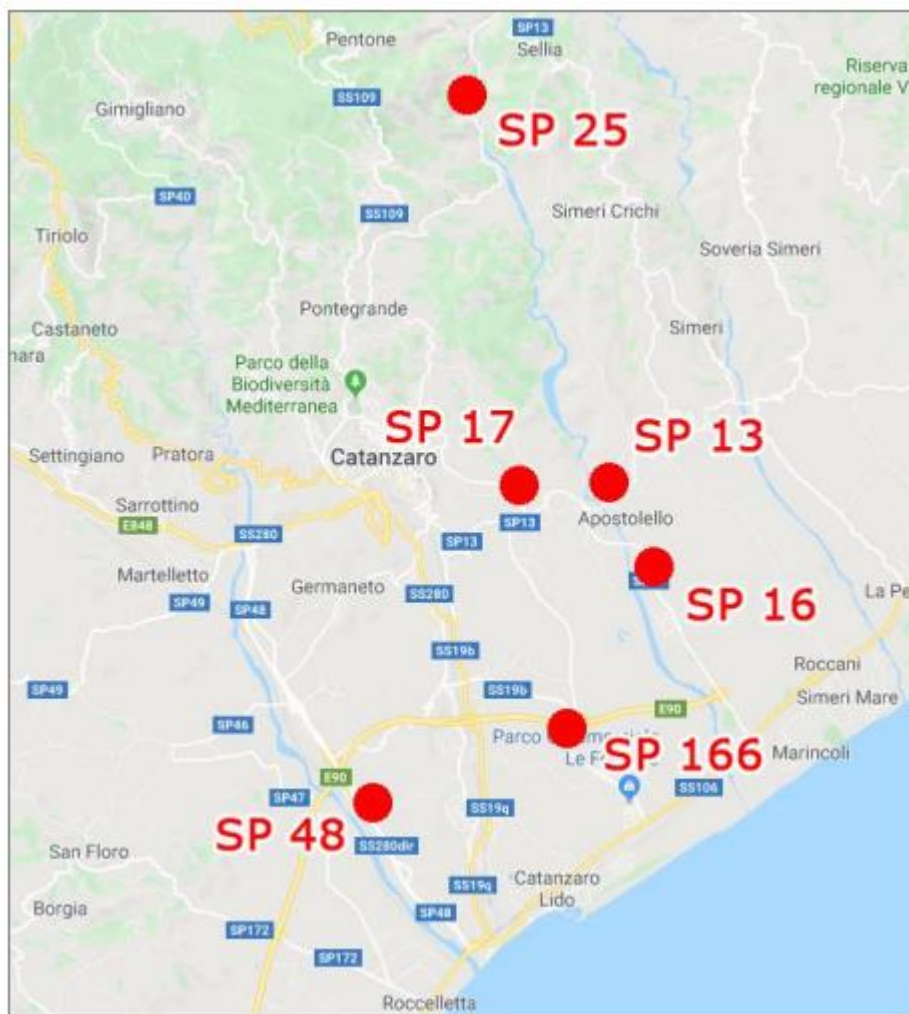 SP13
Pentone
Sellia
Riserva
regionale V
SS109
Gimigliano
SP 25
SP40
SS109
Simeri Crichi
Tiriolo
Soveria Simeri
Pontegrande
Simeri
Castaneto
nara
Parco della
Biodiversità
Mediterranea
SP 17
SP 13
Settingiano
Pratora
Catanzaro
Sarrottino
SP13
Apostolello
E848
SS280
SP13
Martelletto
Germaneto
SS280
SP49
SP48
SP 16
La Pe
SS19b
Roccani
SP49
SS19b
Simeri Mare
E90
SP46
Parco
Le Fo
SP 166
Marincoli
E90
SP47
SS106
SS19q
SP 48
SS280dir
San Floro
SS19q
Catanzaro
Lido
Borgia
SP48
SP172
SP172
Roccelletta